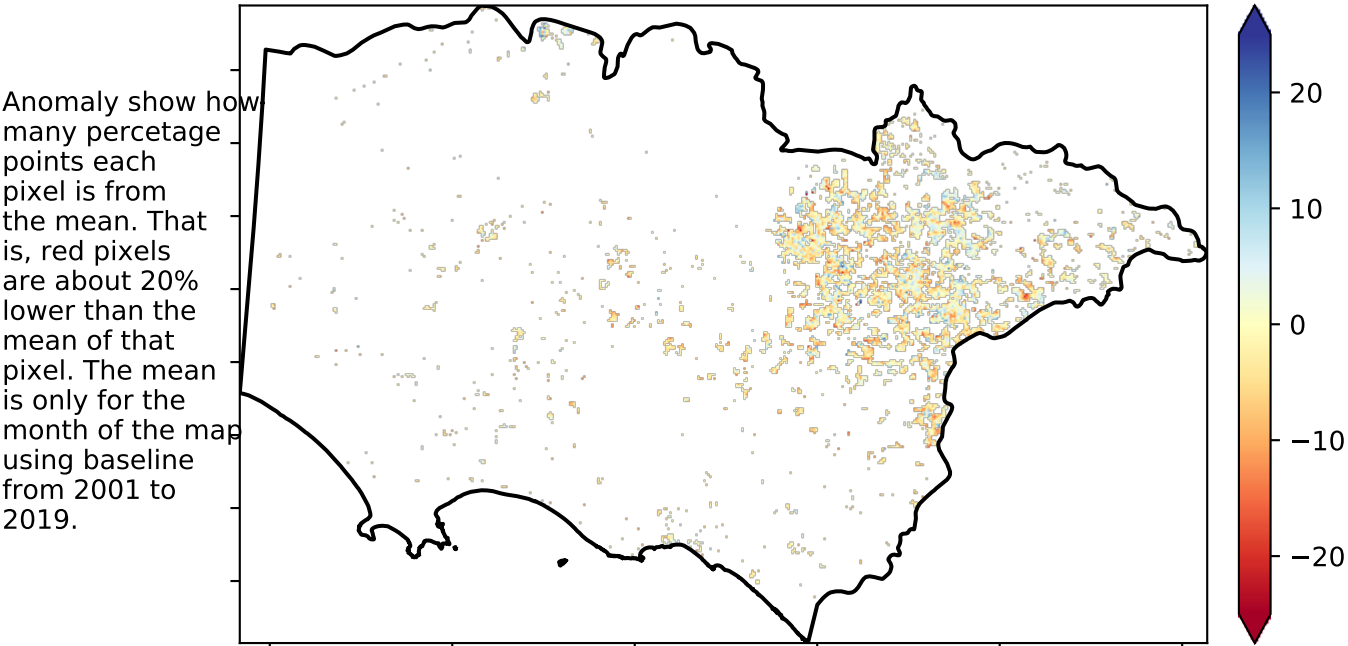 Anomaly show how
many percetage
points each
pixel is from
the mean. That
is, red pixels
are about 20%
lower than the
mean of that
pixel. The mean
is only for the
month of the map
using baseline
from 2001 to
2019.
20
10
0
−10
−20